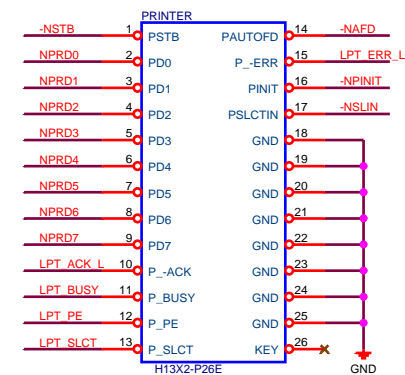 PRINTER
-NSTB 1 PSTB PAUTOFD 14 -NAFD
NPRD0 2 PD0 P_-ERR 15 LPT_ERR_L
NPRD1 3 PD1 PINIT 16 -NPINIT
NPRD2 4 PD2 PSLCTIN 17 -NSLIN
NPRD3 5 PD3 GND 18
NPRD4 6 PD4 GND 19
NPRD5 7 PD5 GND 20
NPRD6 8 PD6 GND 21
NPRD7 9 PD7 GND 22
LPT_ACK_L 10 P_-ACK GND 23
LPT_BUSY 11 P_BUSY GND 24
LPT_PE 12 P_PE GND 25
LPT_SLCT 13 P_SLCT KEY 26
H13X2-P26E GND